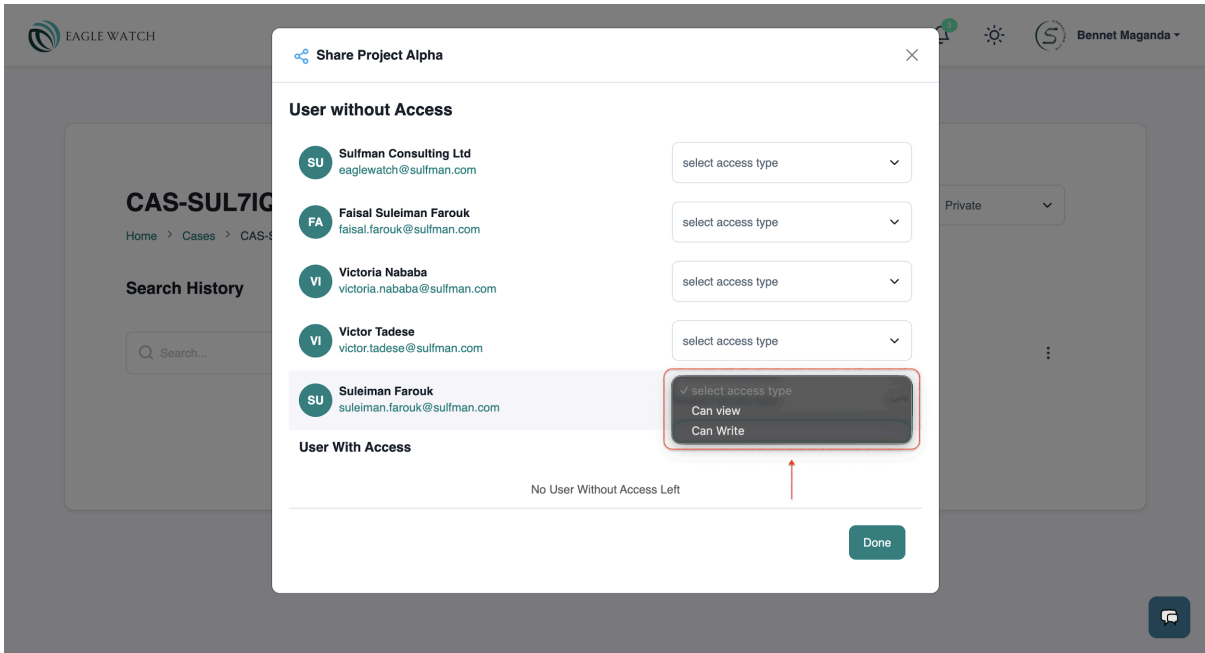 EAGLE WATCH
3
Bennet Maganda
Share Project Alpha
User without Access
SU
Sulfman Consulting Ltd
eaglewatch@sulfman.com
select access type
FA
Faisal Suleiman Farouk
faisal.farouk@sulfman.com
select access type
VI
Victoria Nababa
victoria.nababa@sulfman.com
select access type
VI
Victor Tadese
victor.tadese@sulfman.com
select access type
SU
Suleiman Farouk
suleiman.farouk@sulfman.com
✓ select access type
Can view
Can Write
User With Access
No User Without Access Left
Done
CAS-SUL7IQ
Private
Home > Cases > CAS-S
Search History
Search...